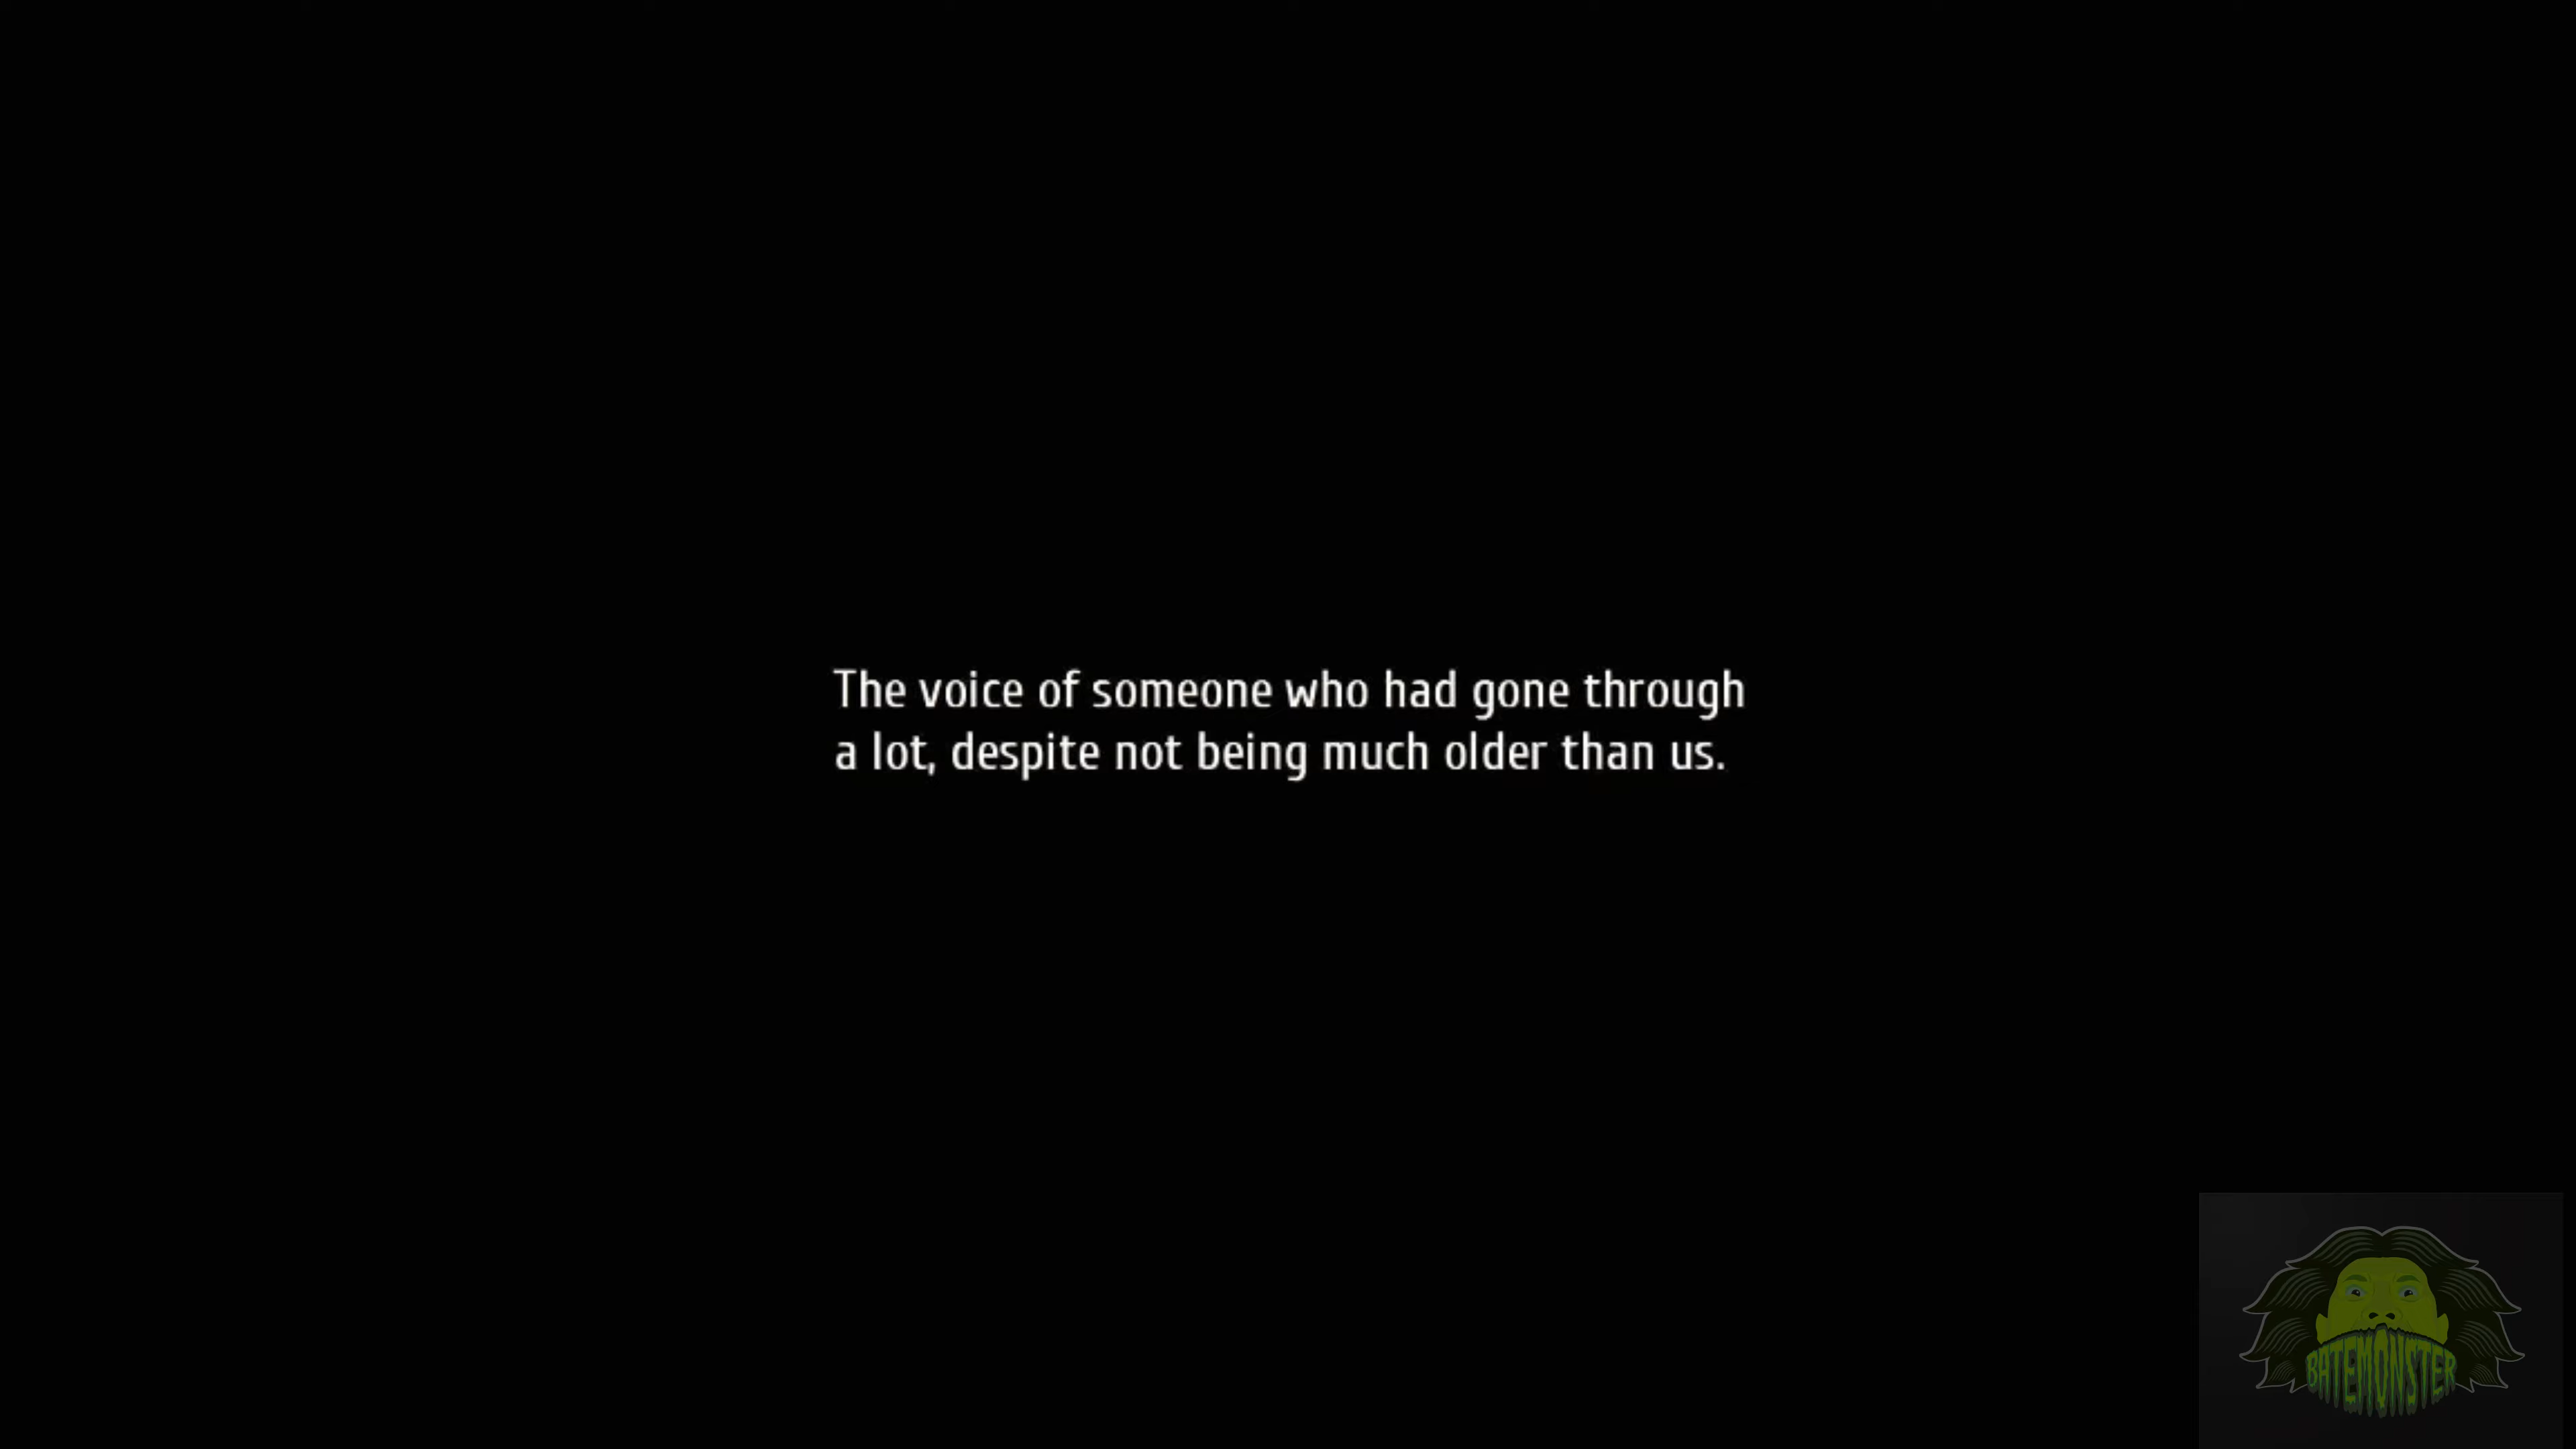 The voice of someone who had gone through
a lot, despite not being much older than us.
BATEMONSTER